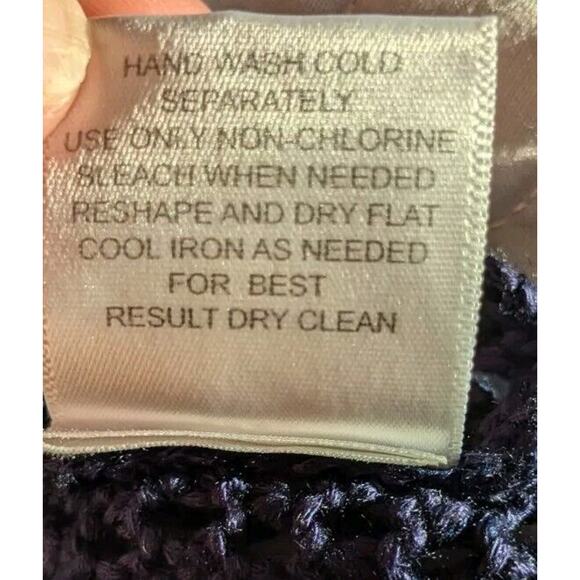 HAND WASH COLD
SEPARATELY
USE ONLY NON-CHLORINE
BLEACH WHEN NEEDED
RESHAPE AND DRY FLAT
COOL IRON AS NEEDED
FOR BEST
RESULT DRY CLEAN